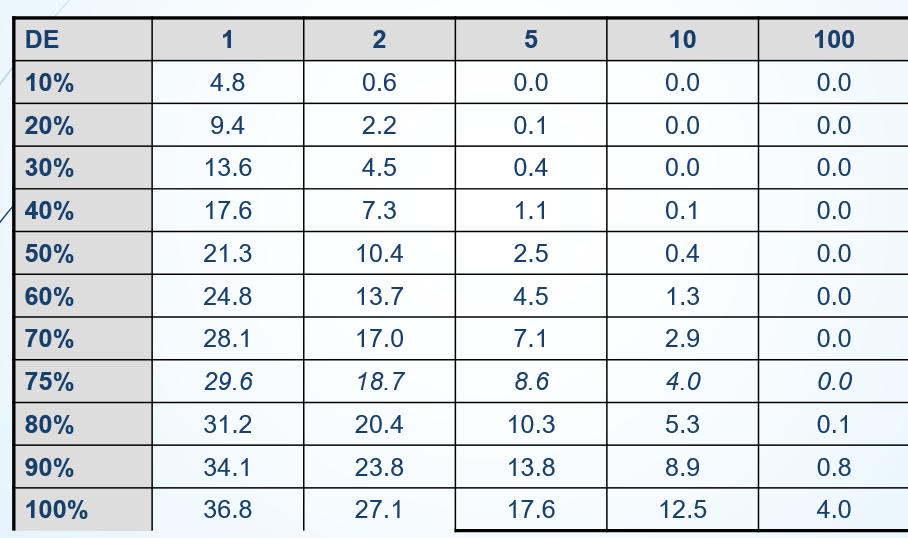 DE 1 2 5 10 100
10% 4.8 0.6 0.0 0.0 0.0
20% 9.4 2.2 0.1 0.0 0.0
30% 13.6 4.5 0.4 0.0 0.0
40% 17.6 7.3 1.1 0.1 0.0
50% 21.3 10.4 2.5 0.4 0.0
60% 24.8 13.7 4.5 1.3 0.0
70% 28.1 17.0 7.1 2.9 0.0
75% 29.6 18.7 8.6 4.0 0.0
80% 31.2 20.4 10.3 5.3 0.1
90% 34.1 23.8 13.8 8.9 0.8
100% 36.8 27.1 17.6 12.5 4.0